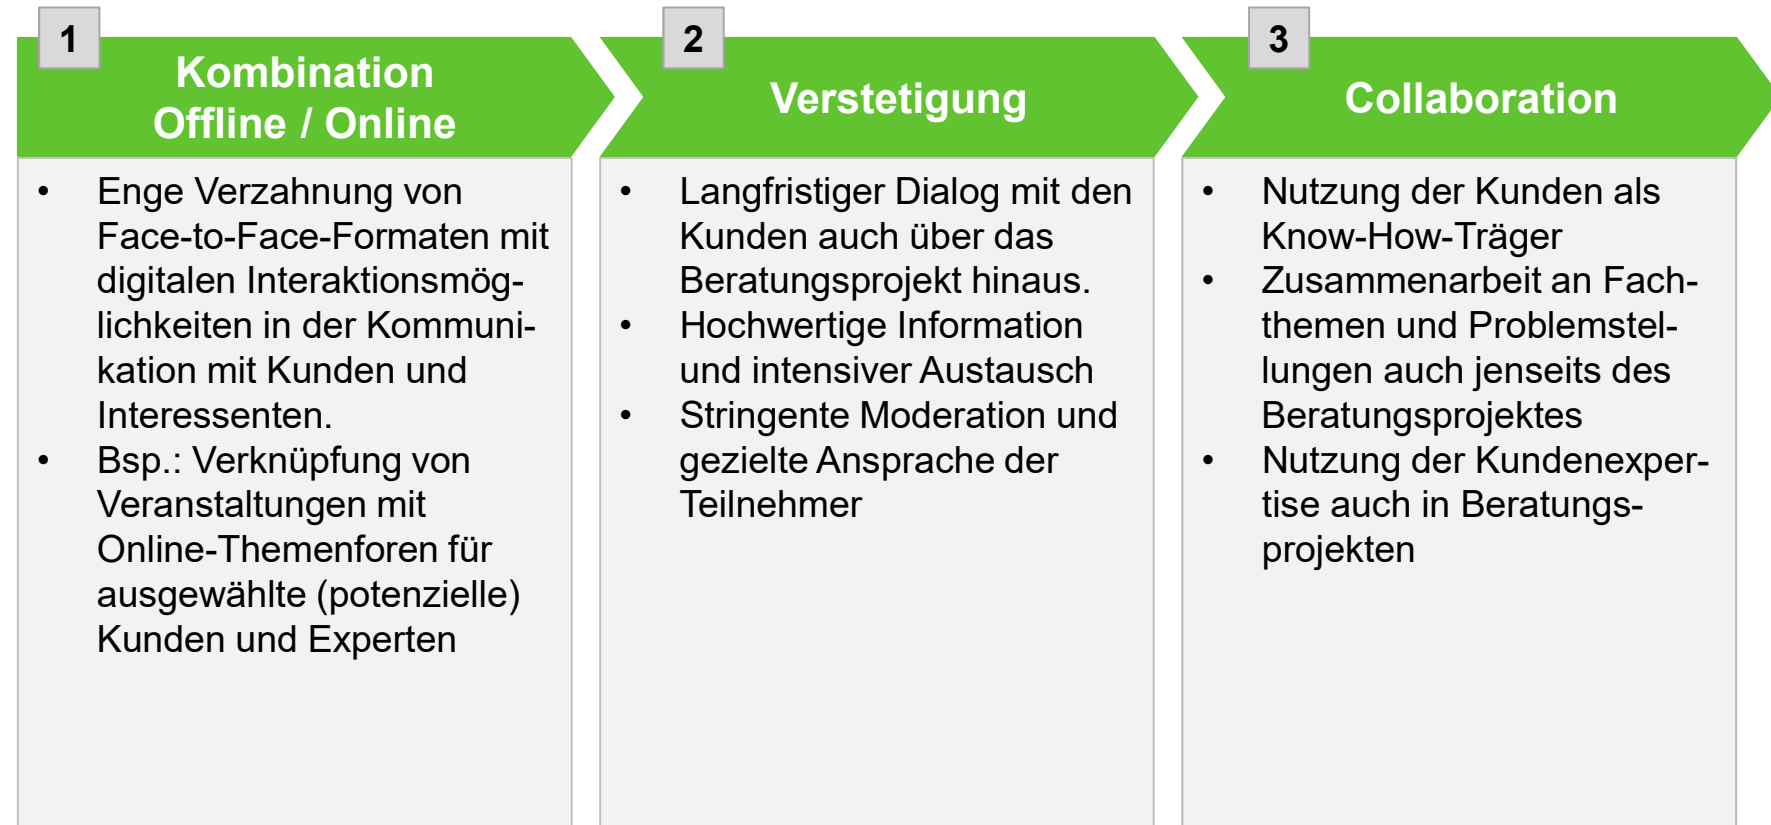 1
Kombination
Offline / Online
• Enge Verzahnung von
Face-to-Face-Formaten mit
digitalen Interaktionsmög-
lichkeiten in der Kommuni-
kation mit Kunden und
Interessenten.
• Bsp.: Verknüpfung von
Veranstaltungen mit
Online-Themenforen für
ausgewählte (potenzielle)
Kunden und Experten
2
Verstetigung
• Langfristiger Dialog mit den
Kunden auch über das
Beratungsprojekt hinaus.
• Hochwertige Information
und intensiver Austausch
• Stringente Moderation und
gezielte Ansprache der
Teilnehmer
3
Collaboration
• Nutzung der Kunden als
Know-How-Träger
• Zusammenarbeit an Fach-
themen und Problemstel-
lungen auch jenseits des
Beratungsprojektes
• Nutzung der Kundenexper-
tise auch in Beratungs-
projekten